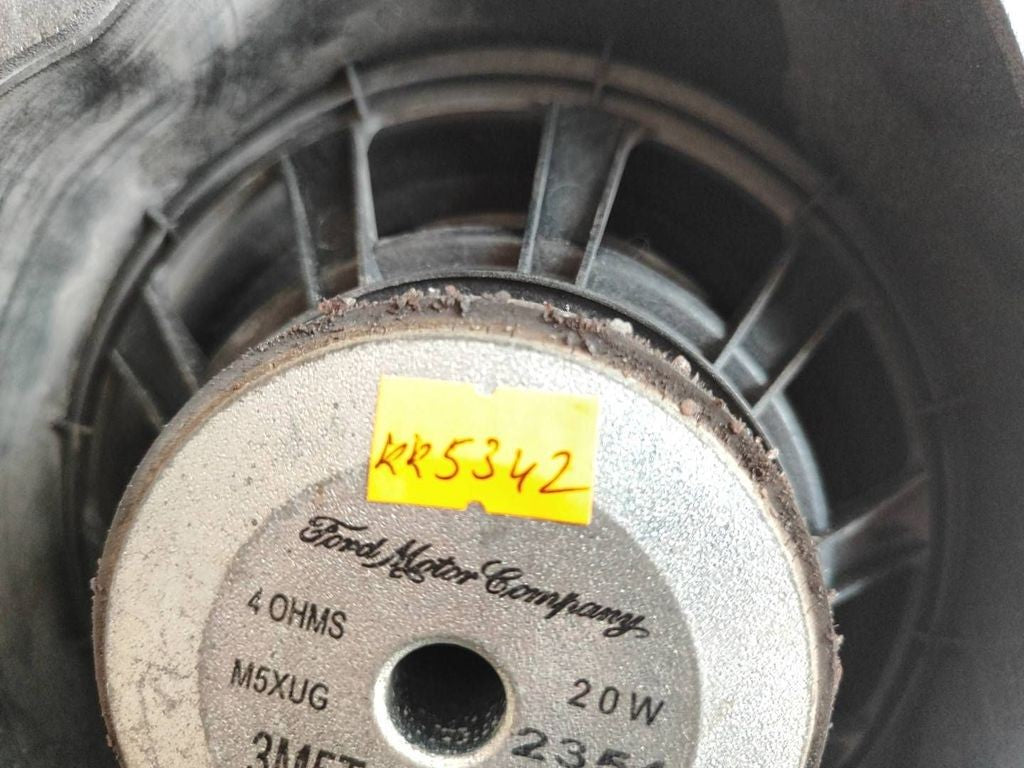 KR5342
Ford Motor Company
4 OHMS
M5XUG
20W